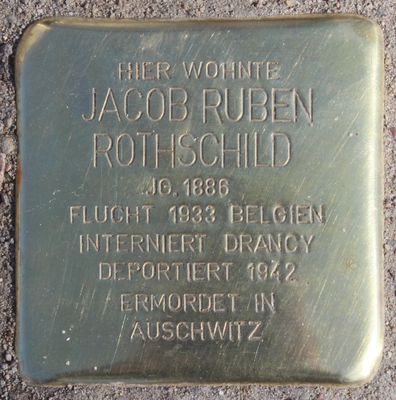 HIER WOHNTE
JACOB RUBEN
ROTHSCHILD
JG. 1886
FLUCHT 1933 BELGIEN
INTERNIERT DRANCY
DEPORTIERT 1942
ERMORDET IN
AUSCHWITZ